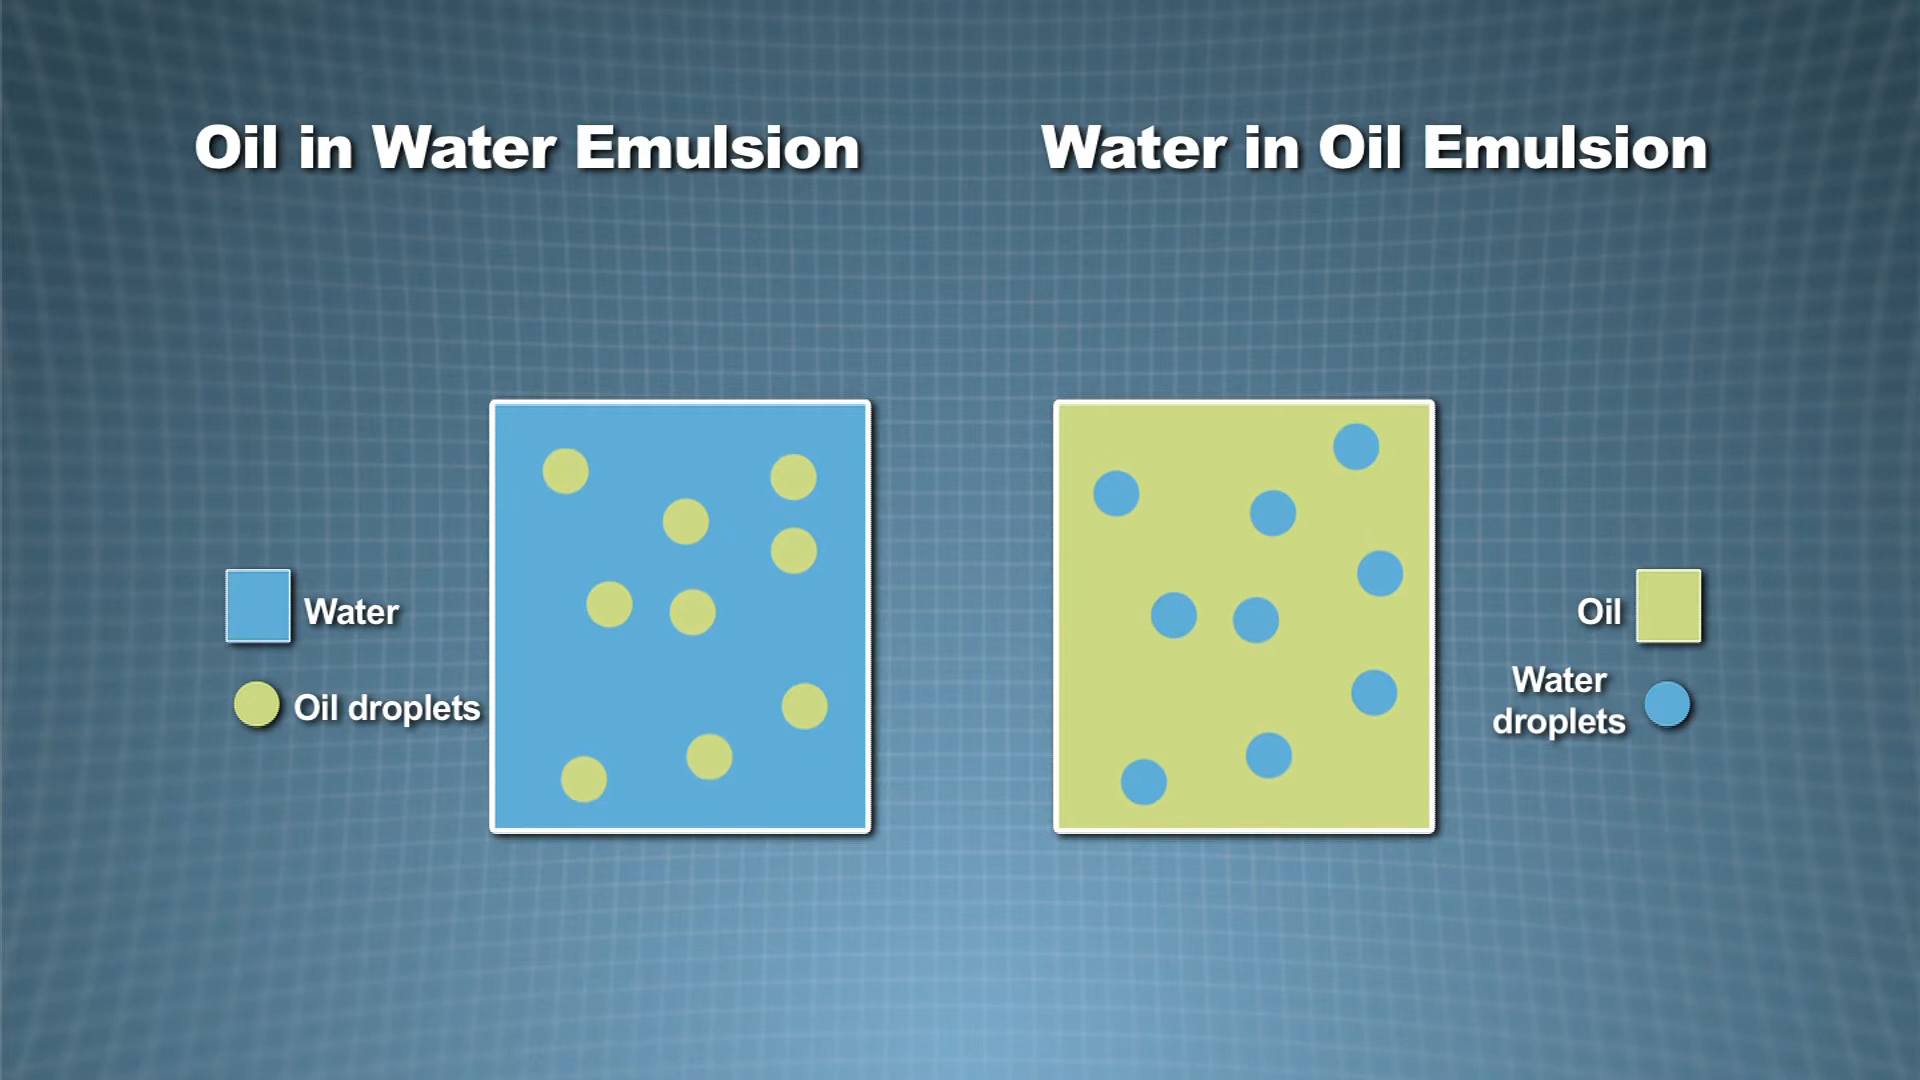 Oil in Water Emulsion
Water in Oil Emulsion
Water
Oil droplets
Oil
Water
droplets